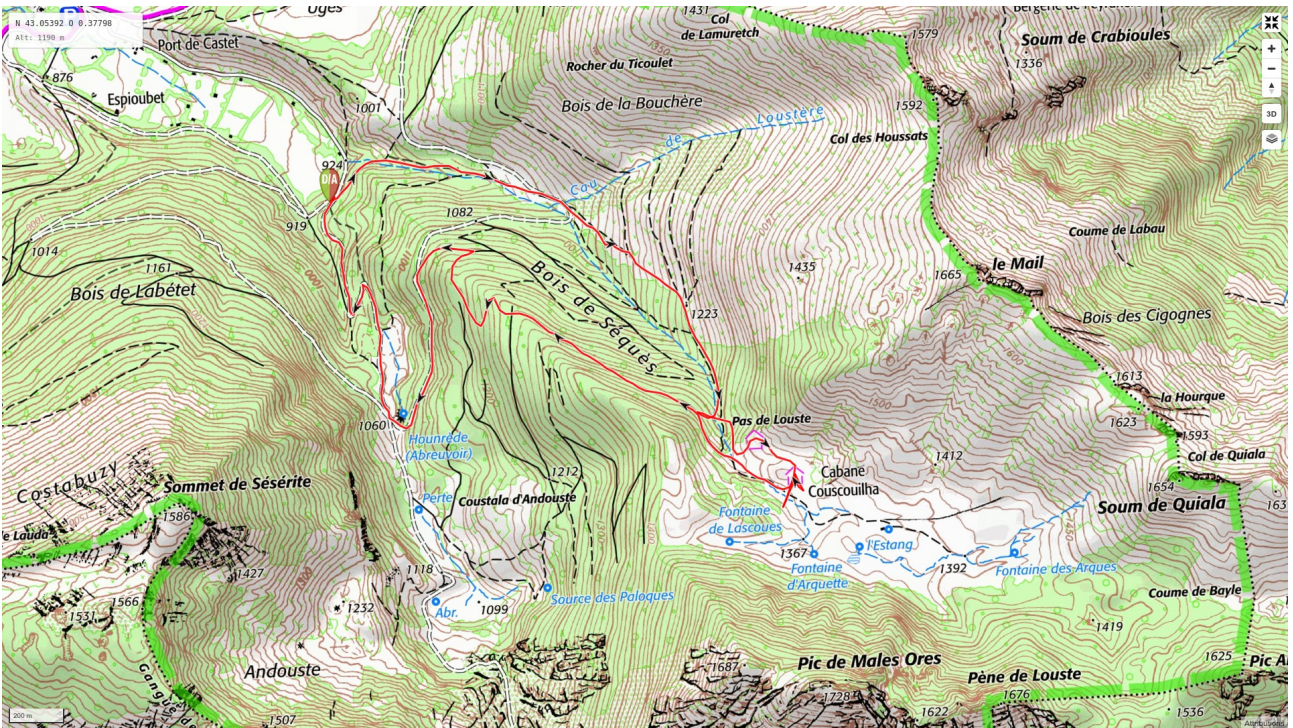 N 43.05392 O 0.37798
Alt: 1190 m
Uges
Port de Castet
876
Espioubet
1001
924
D/A
919
1014
1161
Bois de Labétet
1082
1431
Col
de Lamuretch
1579
Rocher du Ticoulet
1350
Bois de la Bouchère
Soum de Crabioules
1336
1592
Col des Houssats
Cau de Loustère
Coume de Labau
1435
1665
le Mail
Bois des Cigognes
1223
Bois de Séquès
1000
1613
la Hourque
1623
1593
Col de Quiala
1654
Soum de Quiala
1500
1600
Pas de Louste
1412
Cabane
Couscouilha
1060
Hounrède
(Abreuvoir)
Costabuzy
Sommet de Sésérite
1586
1212
Perte
Coustala d'Andouste
Fontaine
de Lascoues
1367
l'Estang
Fontaine
d'Arquette
1392
Fontaine des Arques
1450
1427
1118
1566
1531
1232
Abr.
1099
Source des Paloques
Coume de Bayle
1419
Andouste
1507
1687
Pic de Males Ores
1728
1622
Pène de Louste
1676
1625
1536
200 m
3D